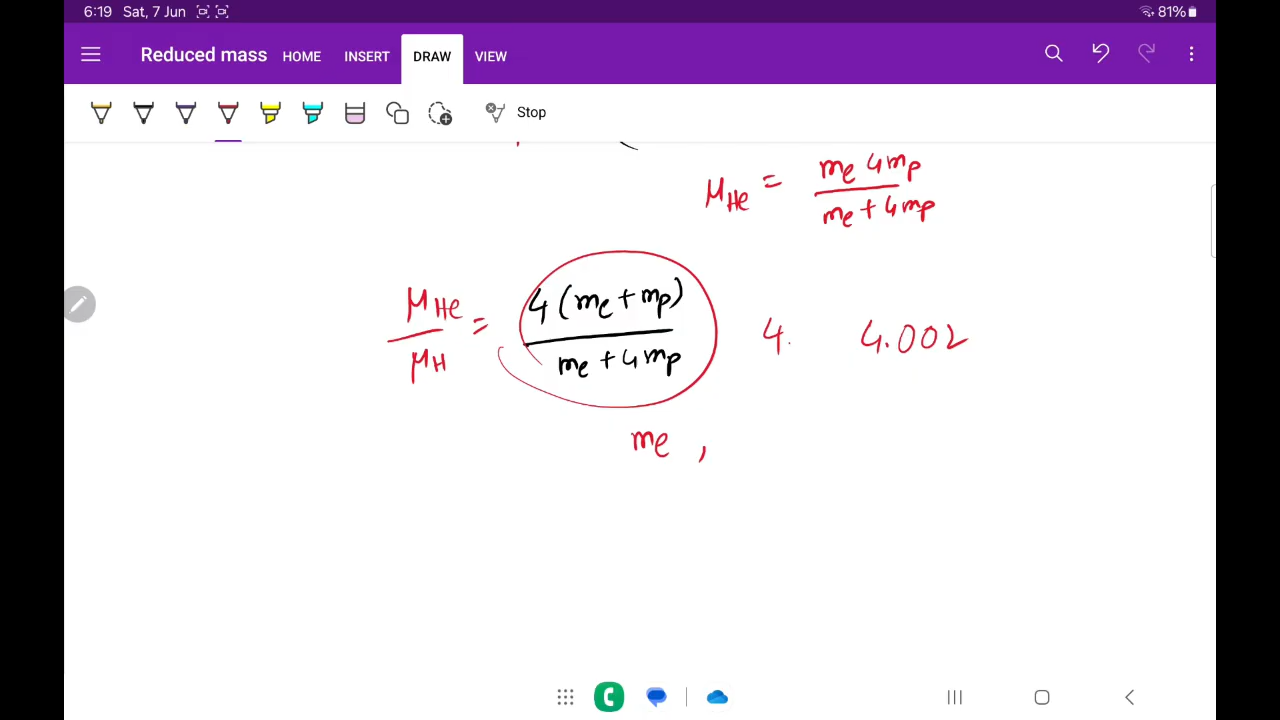 6:19 Sat, 7 Jun 81%
Reduced mass HOME INSERT DRAW VIEW
Stop
μHe = me 4mp / me + 4mp
μHe / μH = 4 (me + mp) / me + 4mp 4. 4.002
me ,